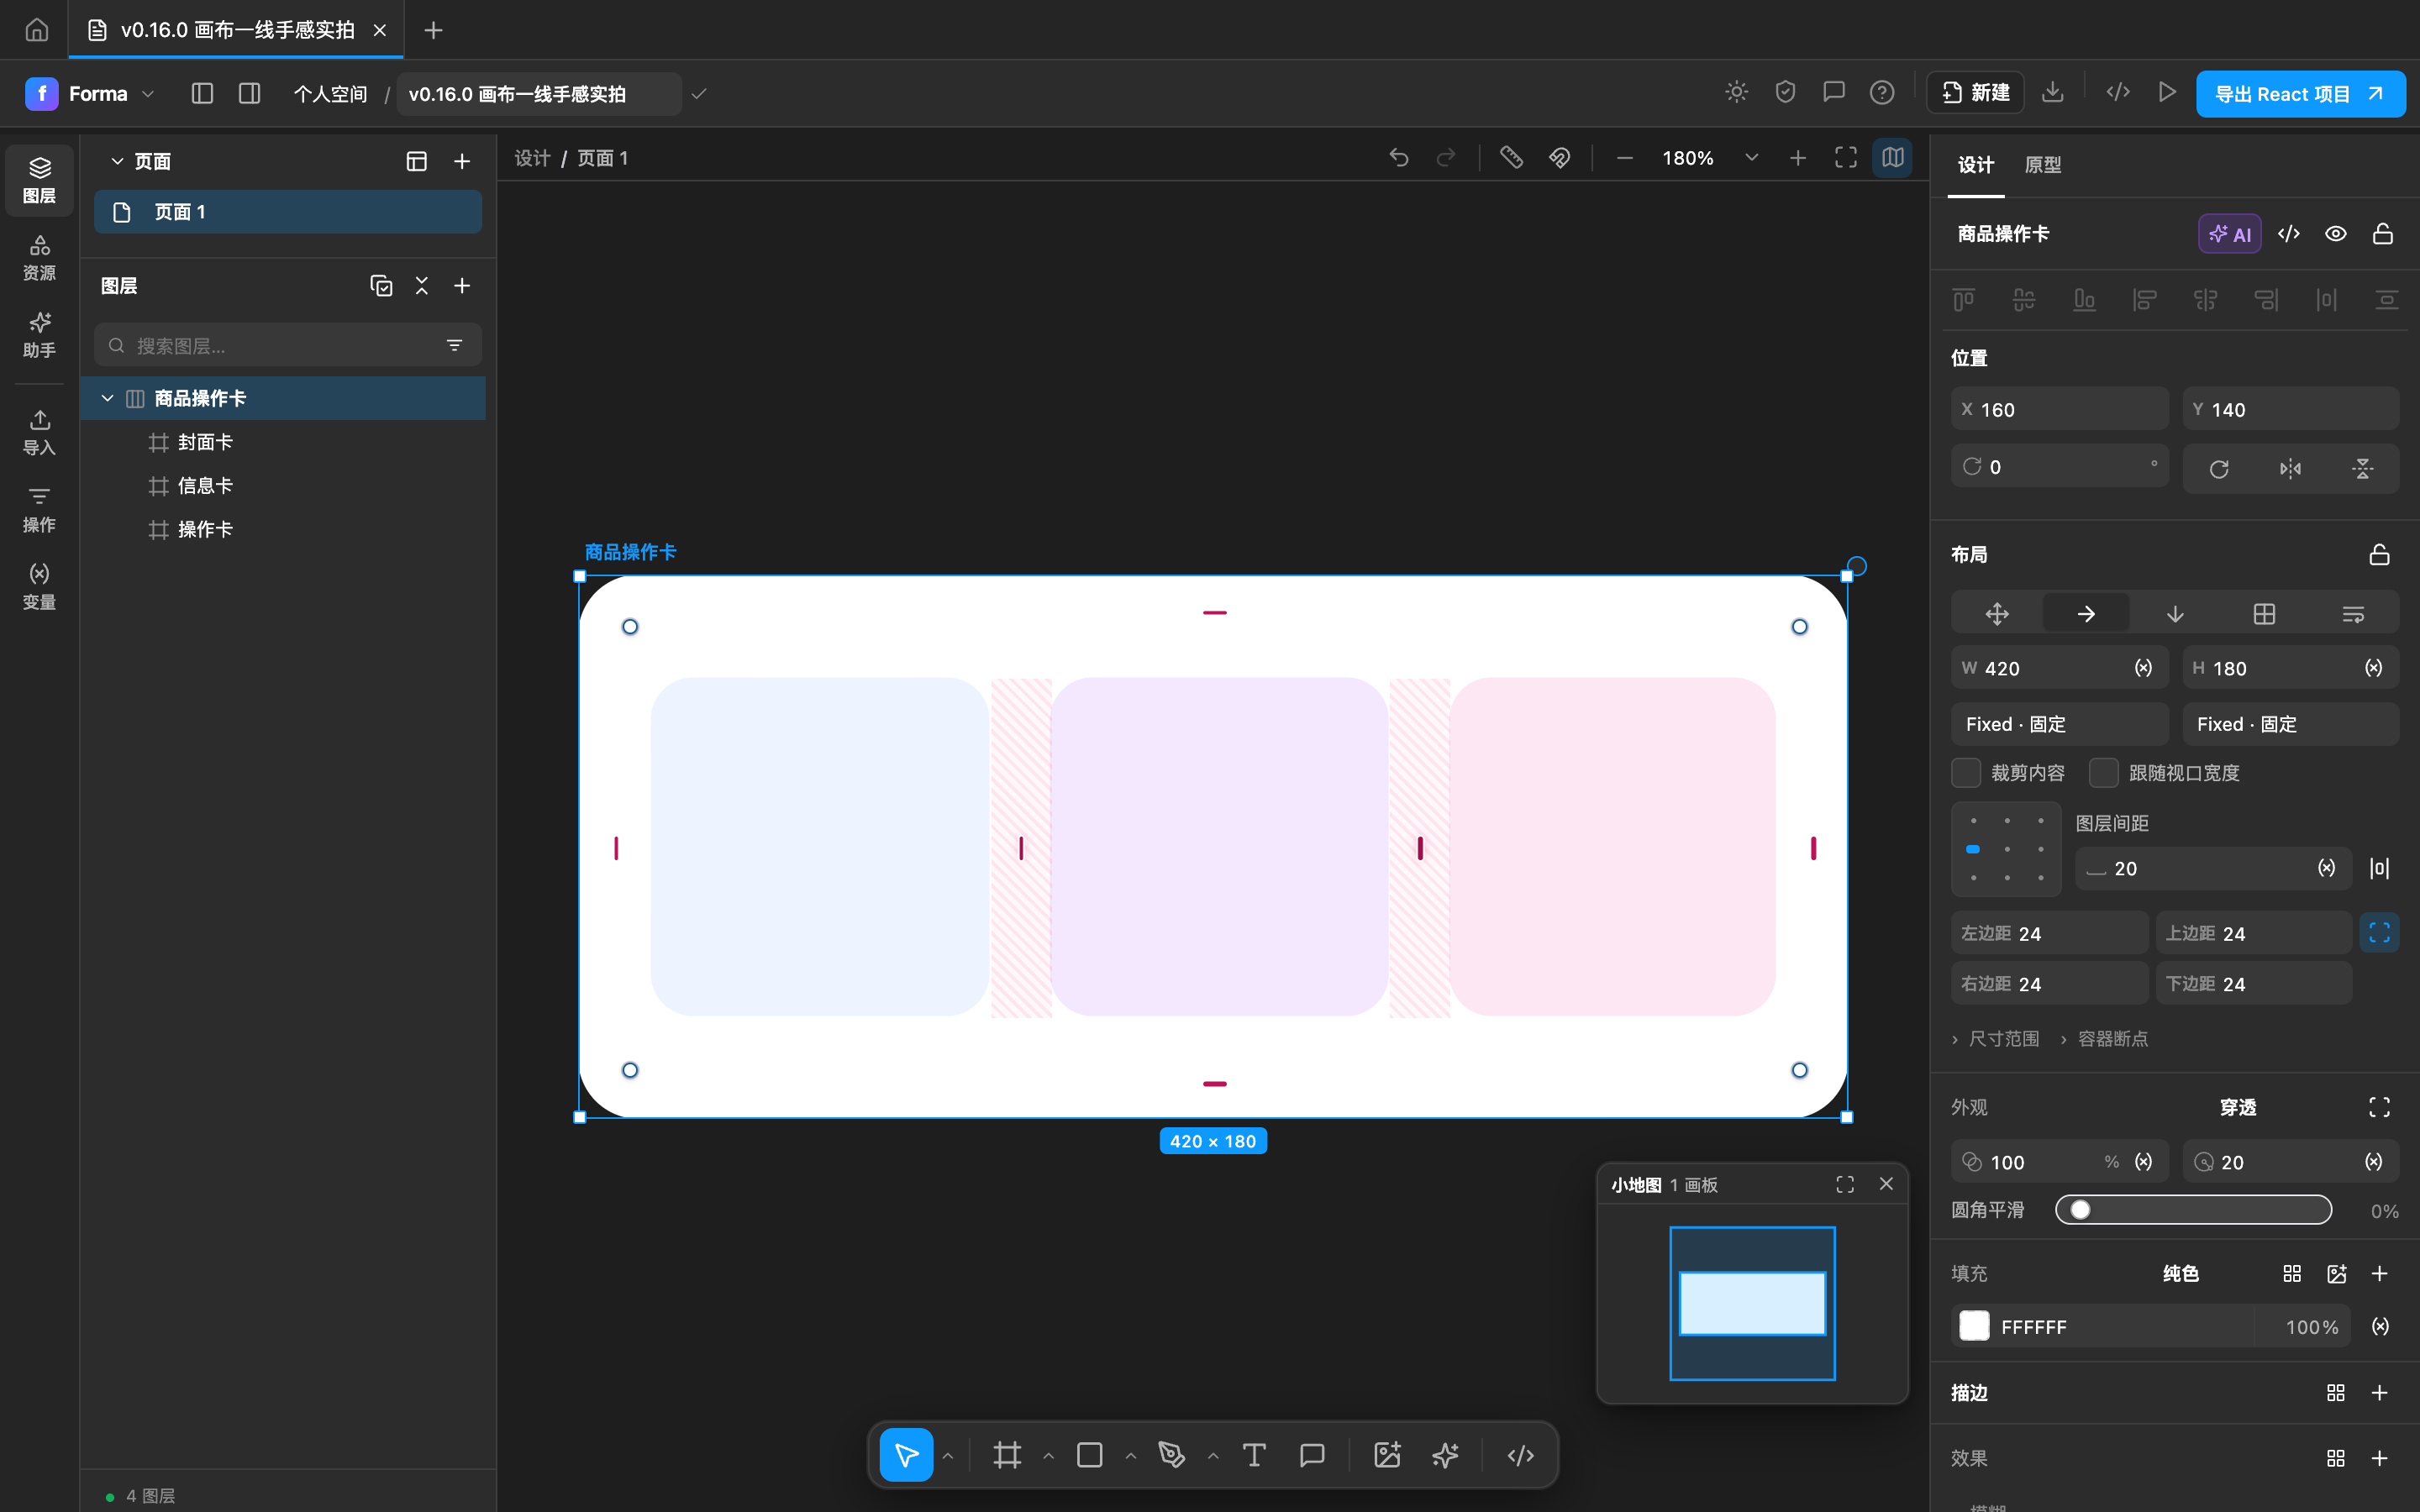 v0.16.0 画布一线手感实拍
f Forma
个人空间 / v0.16.0 画布一线手感实拍
新建
导出 React 项目
图层
资源
助手
导入
操作
变量
页面
页面 1
图层
搜索图层...
商品操作卡
封面卡
信息卡
操作卡
4 图层
设计 / 页面 1
180%
商品操作卡
420 × 180
小地图 1 画板
设计 原型
商品操作卡
AI
位置
X 160
Y 140
0 °
布局
W 420
H 180
Fixed · 固定
Fixed · 固定
裁剪内容
跟随视口宽度
图层间距
20
左边距 24
上边距 24
右边距 24
下边距 24
› 尺寸范围 › 容器断点
外观 穿透
100 %
20
圆角平滑 0%
填充 纯色
FFFFFF 100%
描边
效果